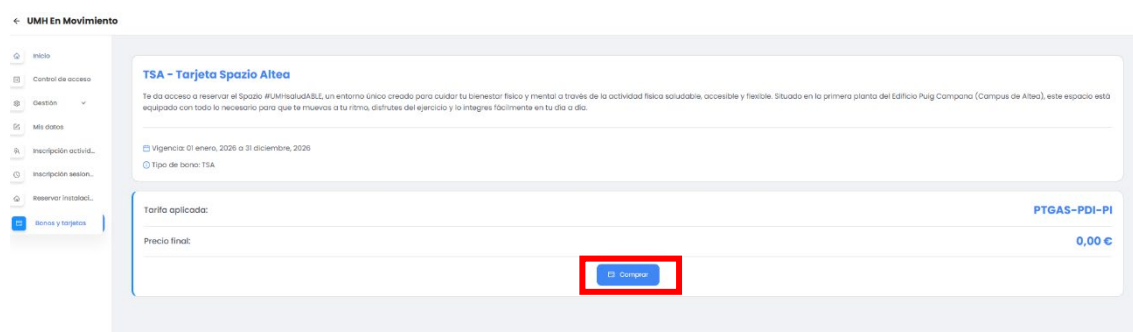 ← UMH En Movimiento
Inicio
Control de acceso
Gestión
Mis datos
Inscripción activid...
Inscripción sesion...
Reservar instalaci...
Bonos y tarjetas
TSA - Tarjeta Spazio Altea
Te da acceso a reservar el Spazio #UMHsaludABLE, un entorno único creado para cuidar tu bienestar físico y mental a través de la actividad física saludable, accesible y flexible. Situado en la primera planta del Edificio Puig Campana (Campus de Altea), este espacio está
equipado con todo lo necesario para que te muevas a tu ritmo, disfrutes del ejercicio y lo integres fácilmente en tu día a día.
Vigencia: 01 enero, 2026 a 31 diciembre, 2026
Tipo de bono: TSA
Tarifa aplicada: PTGAS-PDI-PI
Precio final: 0,00 €
Comprar